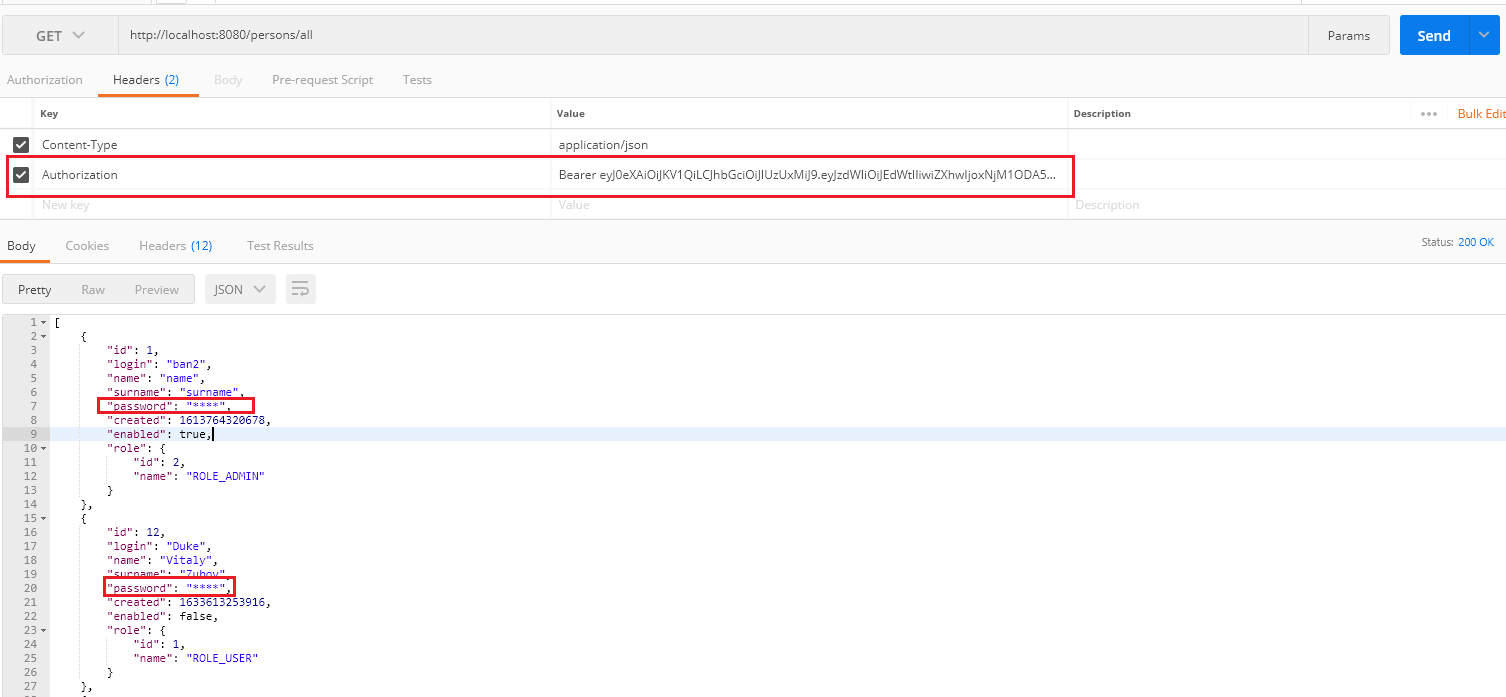 GET http://localhost:8080/persons/all Params Send
Authorization Headers (2) Body Pre-request Script Tests
Key Value Description ••• Bulk Edit
Content-Type application/json
Authorization Bearer eyJ0eXAiOiJKV1QiLCJhbGciOiJIUzUxMiJ9.eyJzdWIiOiJEdWtlIiwiZXhwIjoxNjM1ODA5...
New key Value Description
Body Cookies Headers (12) Test Results Status: 200 OK
Pretty Raw Preview JSON
1 [
2 {
3 "id": 1,
4 "login": "ban2",
5 "name": "name",
6 "surname": "surname",
7 "password": "****",
8 "created": 1613764320678,
9 "enabled": true,
10 "role": {
11 "id": 2,
12 "name": "ROLE_ADMIN"
13 }
14 },
15 {
16 "id": 12,
17 "login": "Duke",
18 "name": "Vitaly",
19 "surname": "Zubov",
20 "password": "****",
21 "created": 1633613253916,
22 "enabled": false,
23 "role": {
24 "id": 1,
25 "name": "ROLE_USER"
26 }
27 },